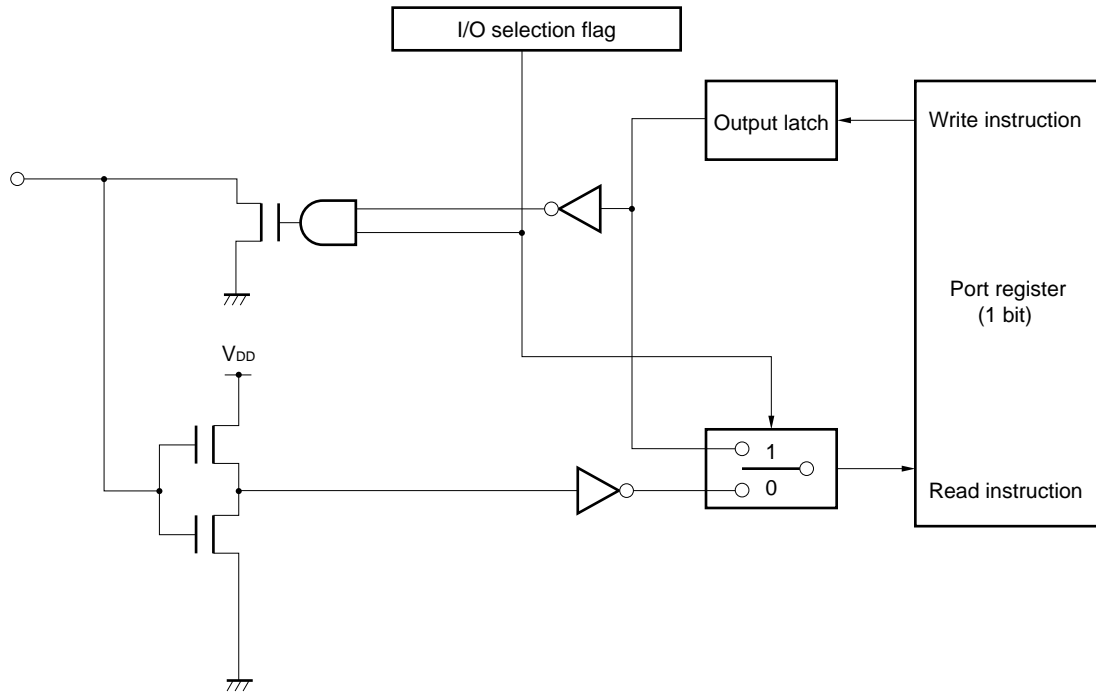 I/O selection flag
Output latch
Write instruction
Port register
(1 bit)
VDD
1
0
Read instruction